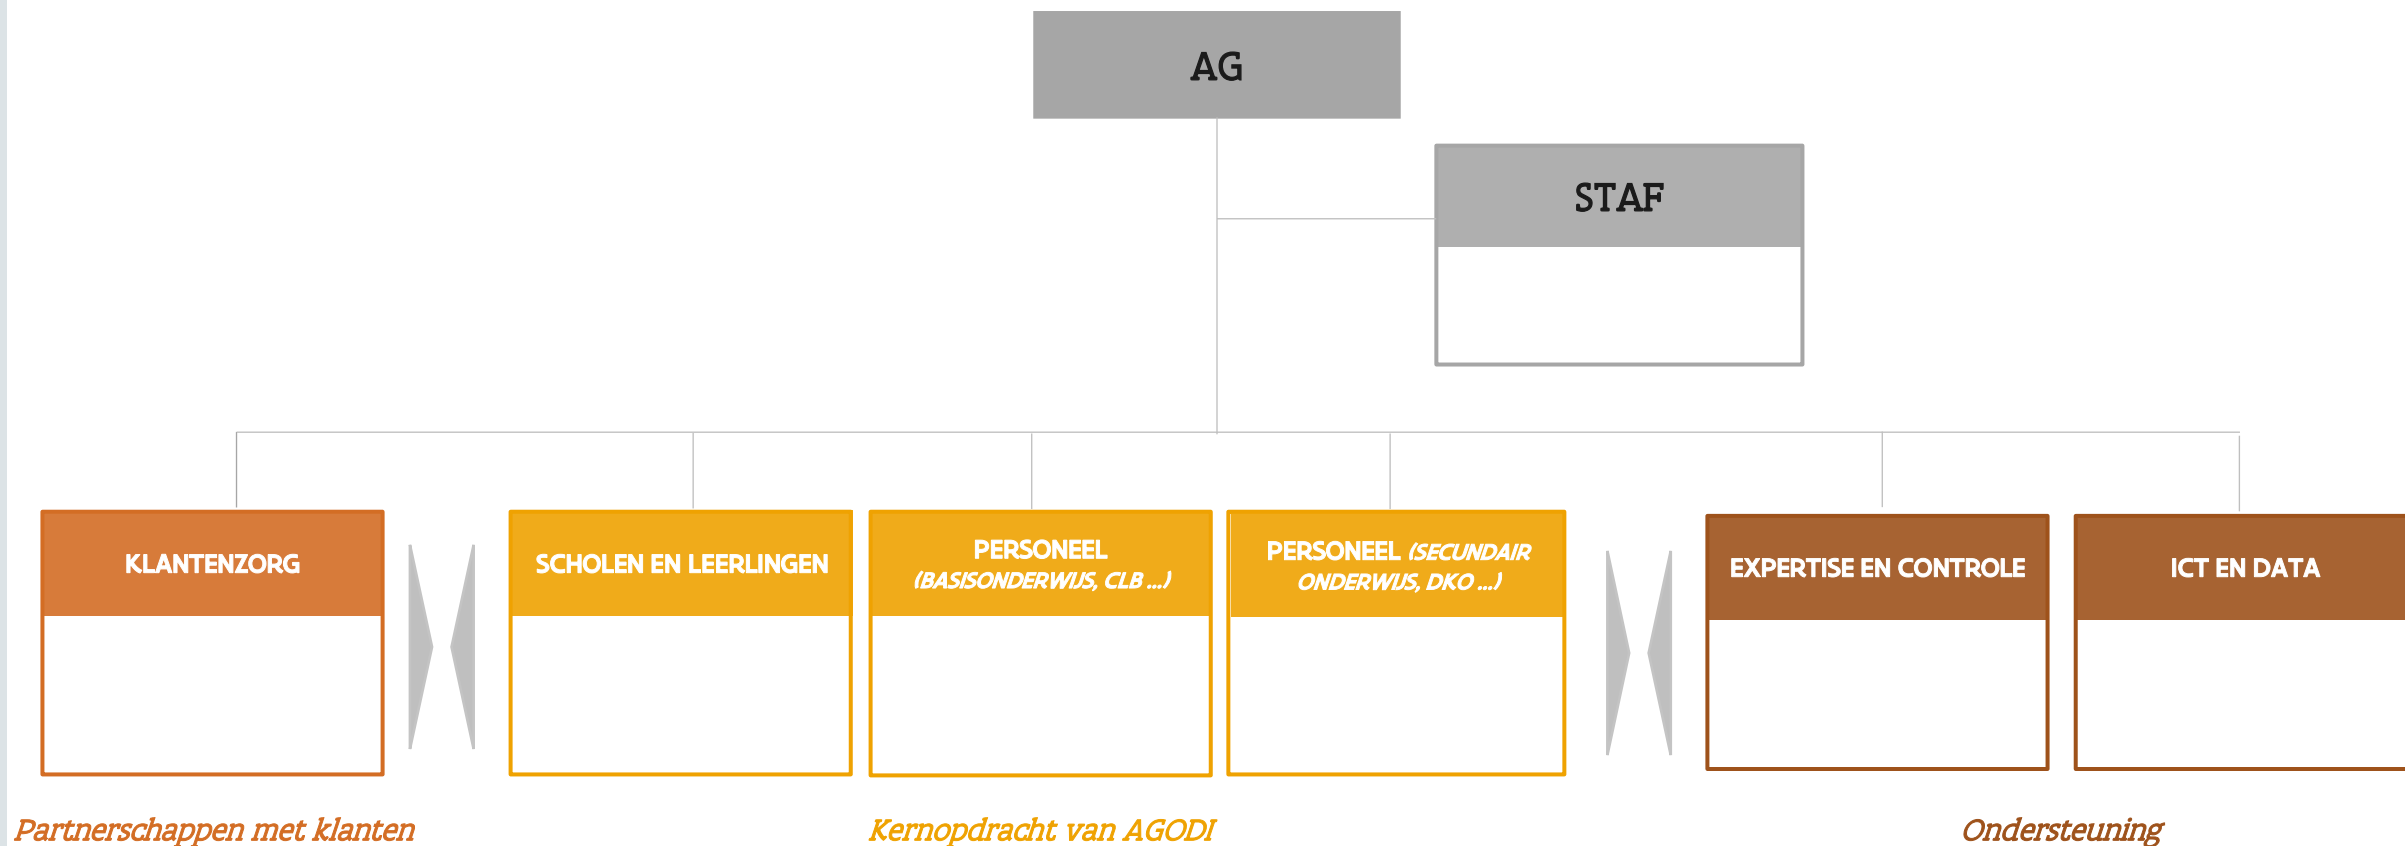 AG
STAF
KLANTENZORG
SCHOLEN EN LEERLINGEN
PERSONEEL
(BASISONDERWIJS, CLB ...)
PERSONEEL (SECUNDAIR
ONDERWIJS, DKO ...)
EXPERTISE EN CONTROLE
ICT EN DATA
Partnerschappen met klanten
Kernopdracht van AGODI
Ondersteuning